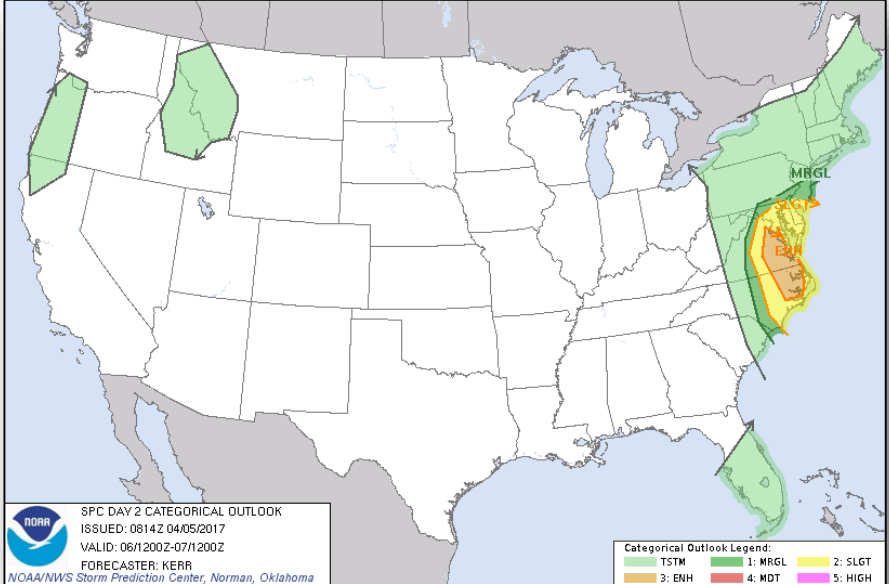 MRGL
SLGT
ENH
SPC DAY 2 CATEGORICAL OUTLOOK
ISSUED: 0814Z 04/05/2017
VALID: 06/1200Z-07/1200Z
FORECASTER: KERR
NOAA
NOAA/NWS Storm Prediction Center, Norman, Oklahoma
Categorical Outlook Legend:
TSTM 1: MRGL 2: SLGT
3: ENH 4: MDT 5: HIGH